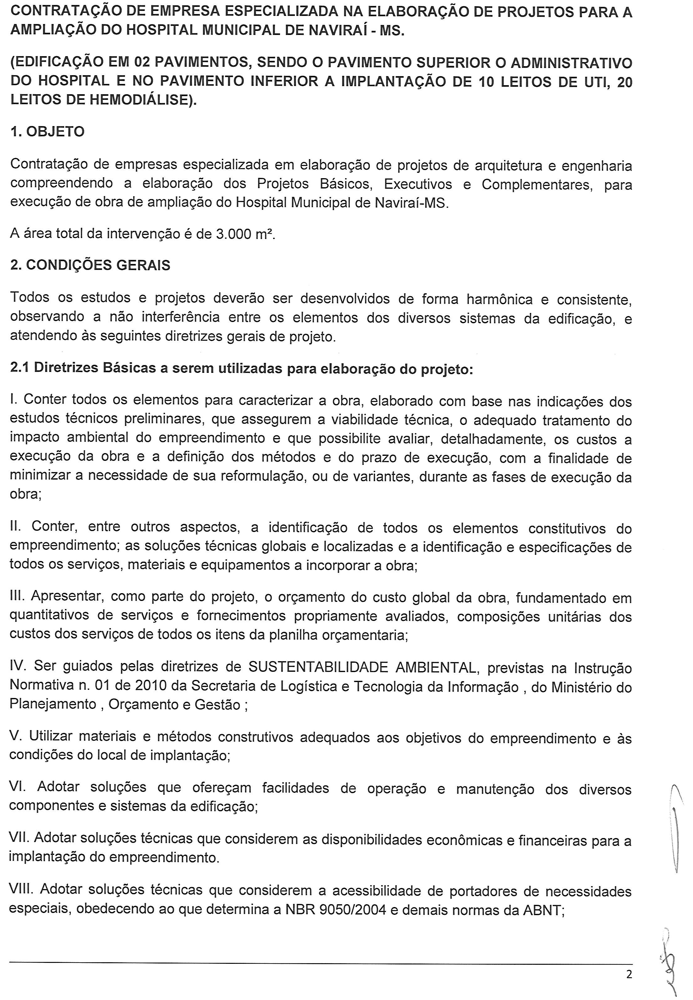 CONTRATAÇÃO DE EMPRESA ESPECIALIZADA NA ELABORAÇÃO DE PROJETOS PARA A
AMPLIAÇÃO DO HOSPITAL MUNICIPAL DE NAVIRAÍ - MS.
(EDIFICAÇÃO EM 02 PAVIMENTOS, SENDO O PAVIMENTO SUPERIOR O ADMINISTRATIVO
DO HOSPITAL E NO PAVIMENTO INFERIOR A IMPLANTAÇÃO DE 10 LEITOS DE UTI, 20
LEITOS DE HEMODIÁLISE).
1. OBJETO
Contratação de empresas especializada em elaboração de projetos de arquitetura e engenharia
compreendendo a elaboração dos Projetos Básicos, Executivos e Complementares, para
execução de obra de ampliação do Hospital Municipal de Naviraí-MS.
A área total da intervenção é de 3.000 m².
2. CONDIÇÕES GERAIS
Todos os estudos e projetos deverão ser desenvolvidos de forma harmônica e consistente,
observando a não interferência entre os elementos dos diversos sistemas da edificação, e
atendendo às seguintes diretrizes gerais de projeto.
2.1 Diretrizes Básicas a serem utilizadas para elaboração do projeto:
I. Conter todos os elementos para caracterizar a obra, elaborado com base nas indicações dos
estudos técnicos preliminares, que assegurem a viabilidade técnica, o adequado tratamento do
impacto ambiental do empreendimento e que possibilite avaliar, detalhadamente, os custos a
execução da obra e a definição dos métodos e do prazo de execução, com a finalidade de
minimizar a necessidade de sua reformulação, ou de variantes, durante as fases de execução da
obra;
II. Conter, entre outros aspectos, a identificação de todos os elementos constitutivos do
empreendimento; as soluções técnicas globais e localizadas e a identificação e especificações de
todos os serviços, materiais e equipamentos a incorporar a obra;
III. Apresentar, como parte do projeto, o orçamento do custo global da obra, fundamentado em
quantitativos de serviços e fornecimentos propriamente avaliados, composições unitárias dos
custos dos serviços de todos os itens da planilha orçamentaria;
IV. Ser guiados pelas diretrizes de SUSTENTABILIDADE AMBIENTAL, previstas na Instrução
Normativa n. 01 de 2010 da Secretaria de Logística e Tecnologia da Informação , do Ministério do
Planejamento , Orçamento e Gestão ;
V. Utilizar materiais e métodos construtivos adequados aos objetivos do empreendimento e às
condições do local de implantação;
VI. Adotar soluções que ofereçam facilidades de operação e manutenção dos diversos
componentes e sistemas da edificação;
VII. Adotar soluções técnicas que considerem as disponibilidades econômicas e financeiras para a
implantação do empreendimento.
VIII. Adotar soluções técnicas que considerem a acessibilidade de portadores de necessidades
especiais, obedecendo ao que determina a NBR 9050/2004 e demais normas da ABNT;
2